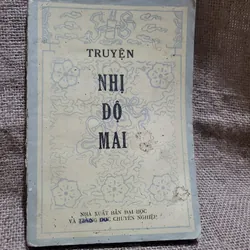 TRUYỆN
NHỊ
ĐỘ
MAI
NHÀ XUẤT BẢN ĐẠI HỌC
VÀ TRUNG HỌC CHUYÊN NGHIỆP